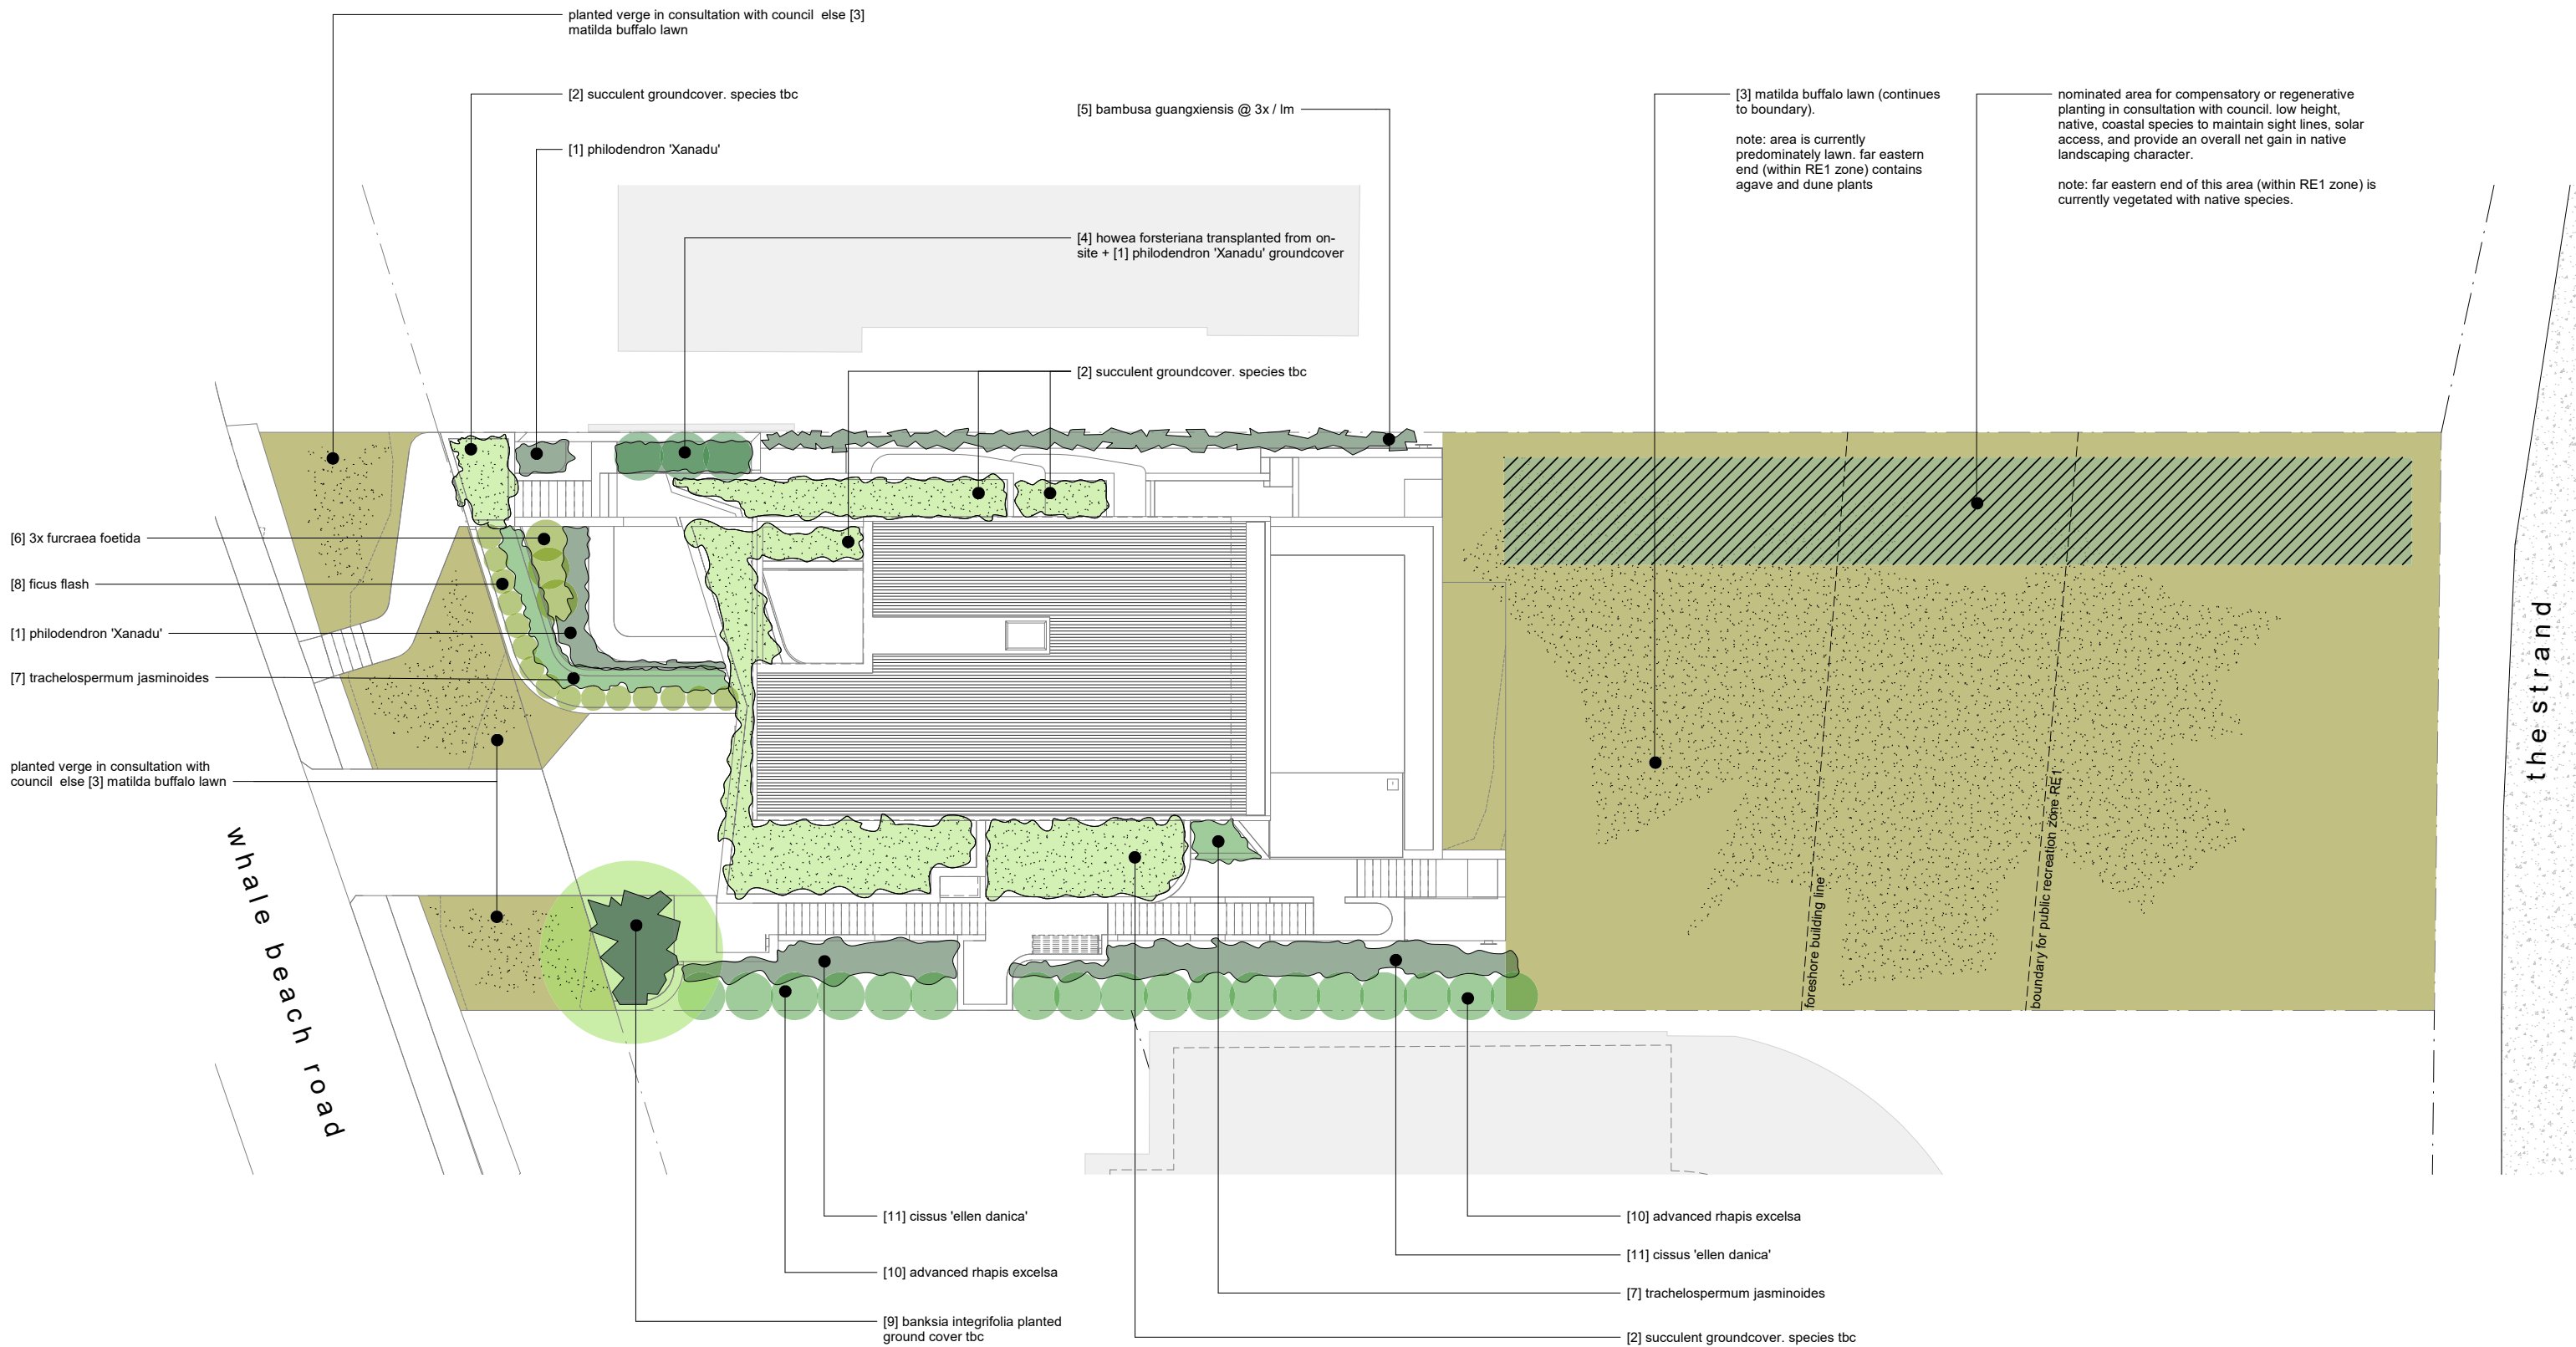 planted verge in consultation with council  else [3]
matilda buffalo lawn
[2] succulent groundcover. species tbc
[1] philodendron 'Xanadu'
[5] bambusa guangxiensis @ 3x / lm
[3] matilda buffalo lawn (continues
to boundary).
note: area is currently
predominately lawn. far eastern
end (within RE1 zone) contains
agave and dune plants
nominated area for compensatory or regenerative
planting in consultation with council. low height,
native, coastal species to maintain sight lines, solar
access, and provide an overall net gain in native
landscaping character.
note: far eastern end of this area (within RE1 zone) is
currently vegetated with native species.
[4] howea forsteriana transplanted from on-
site + [1] philodendron 'Xanadu' groundcover
[2] succulent groundcover. species tbc
[6] 3x furcraea foetida
[8] ficus flash
[1] philodendron 'Xanadu'
[7] trachelospermum jasminoides
planted verge in consultation with
council  else [3] matilda buffalo lawn
whale beach road
foreshore building line
boundary for public recreation zone RE1
the strand
[11] cissus 'ellen danica'
[10] advanced rhapis excelsa
[9] banksia integrifolia planted
ground cover tbc
[10] advanced rhapis excelsa
[11] cissus 'ellen danica'
[7] trachelospermum jasminoides
[2] succulent groundcover. species tbc